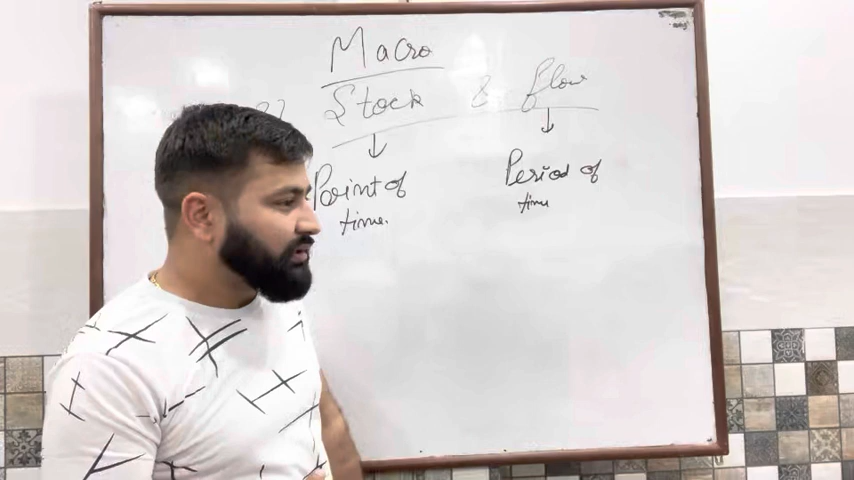 Macro
Stock & flow
↓ ↓
Point of Period of
time. time